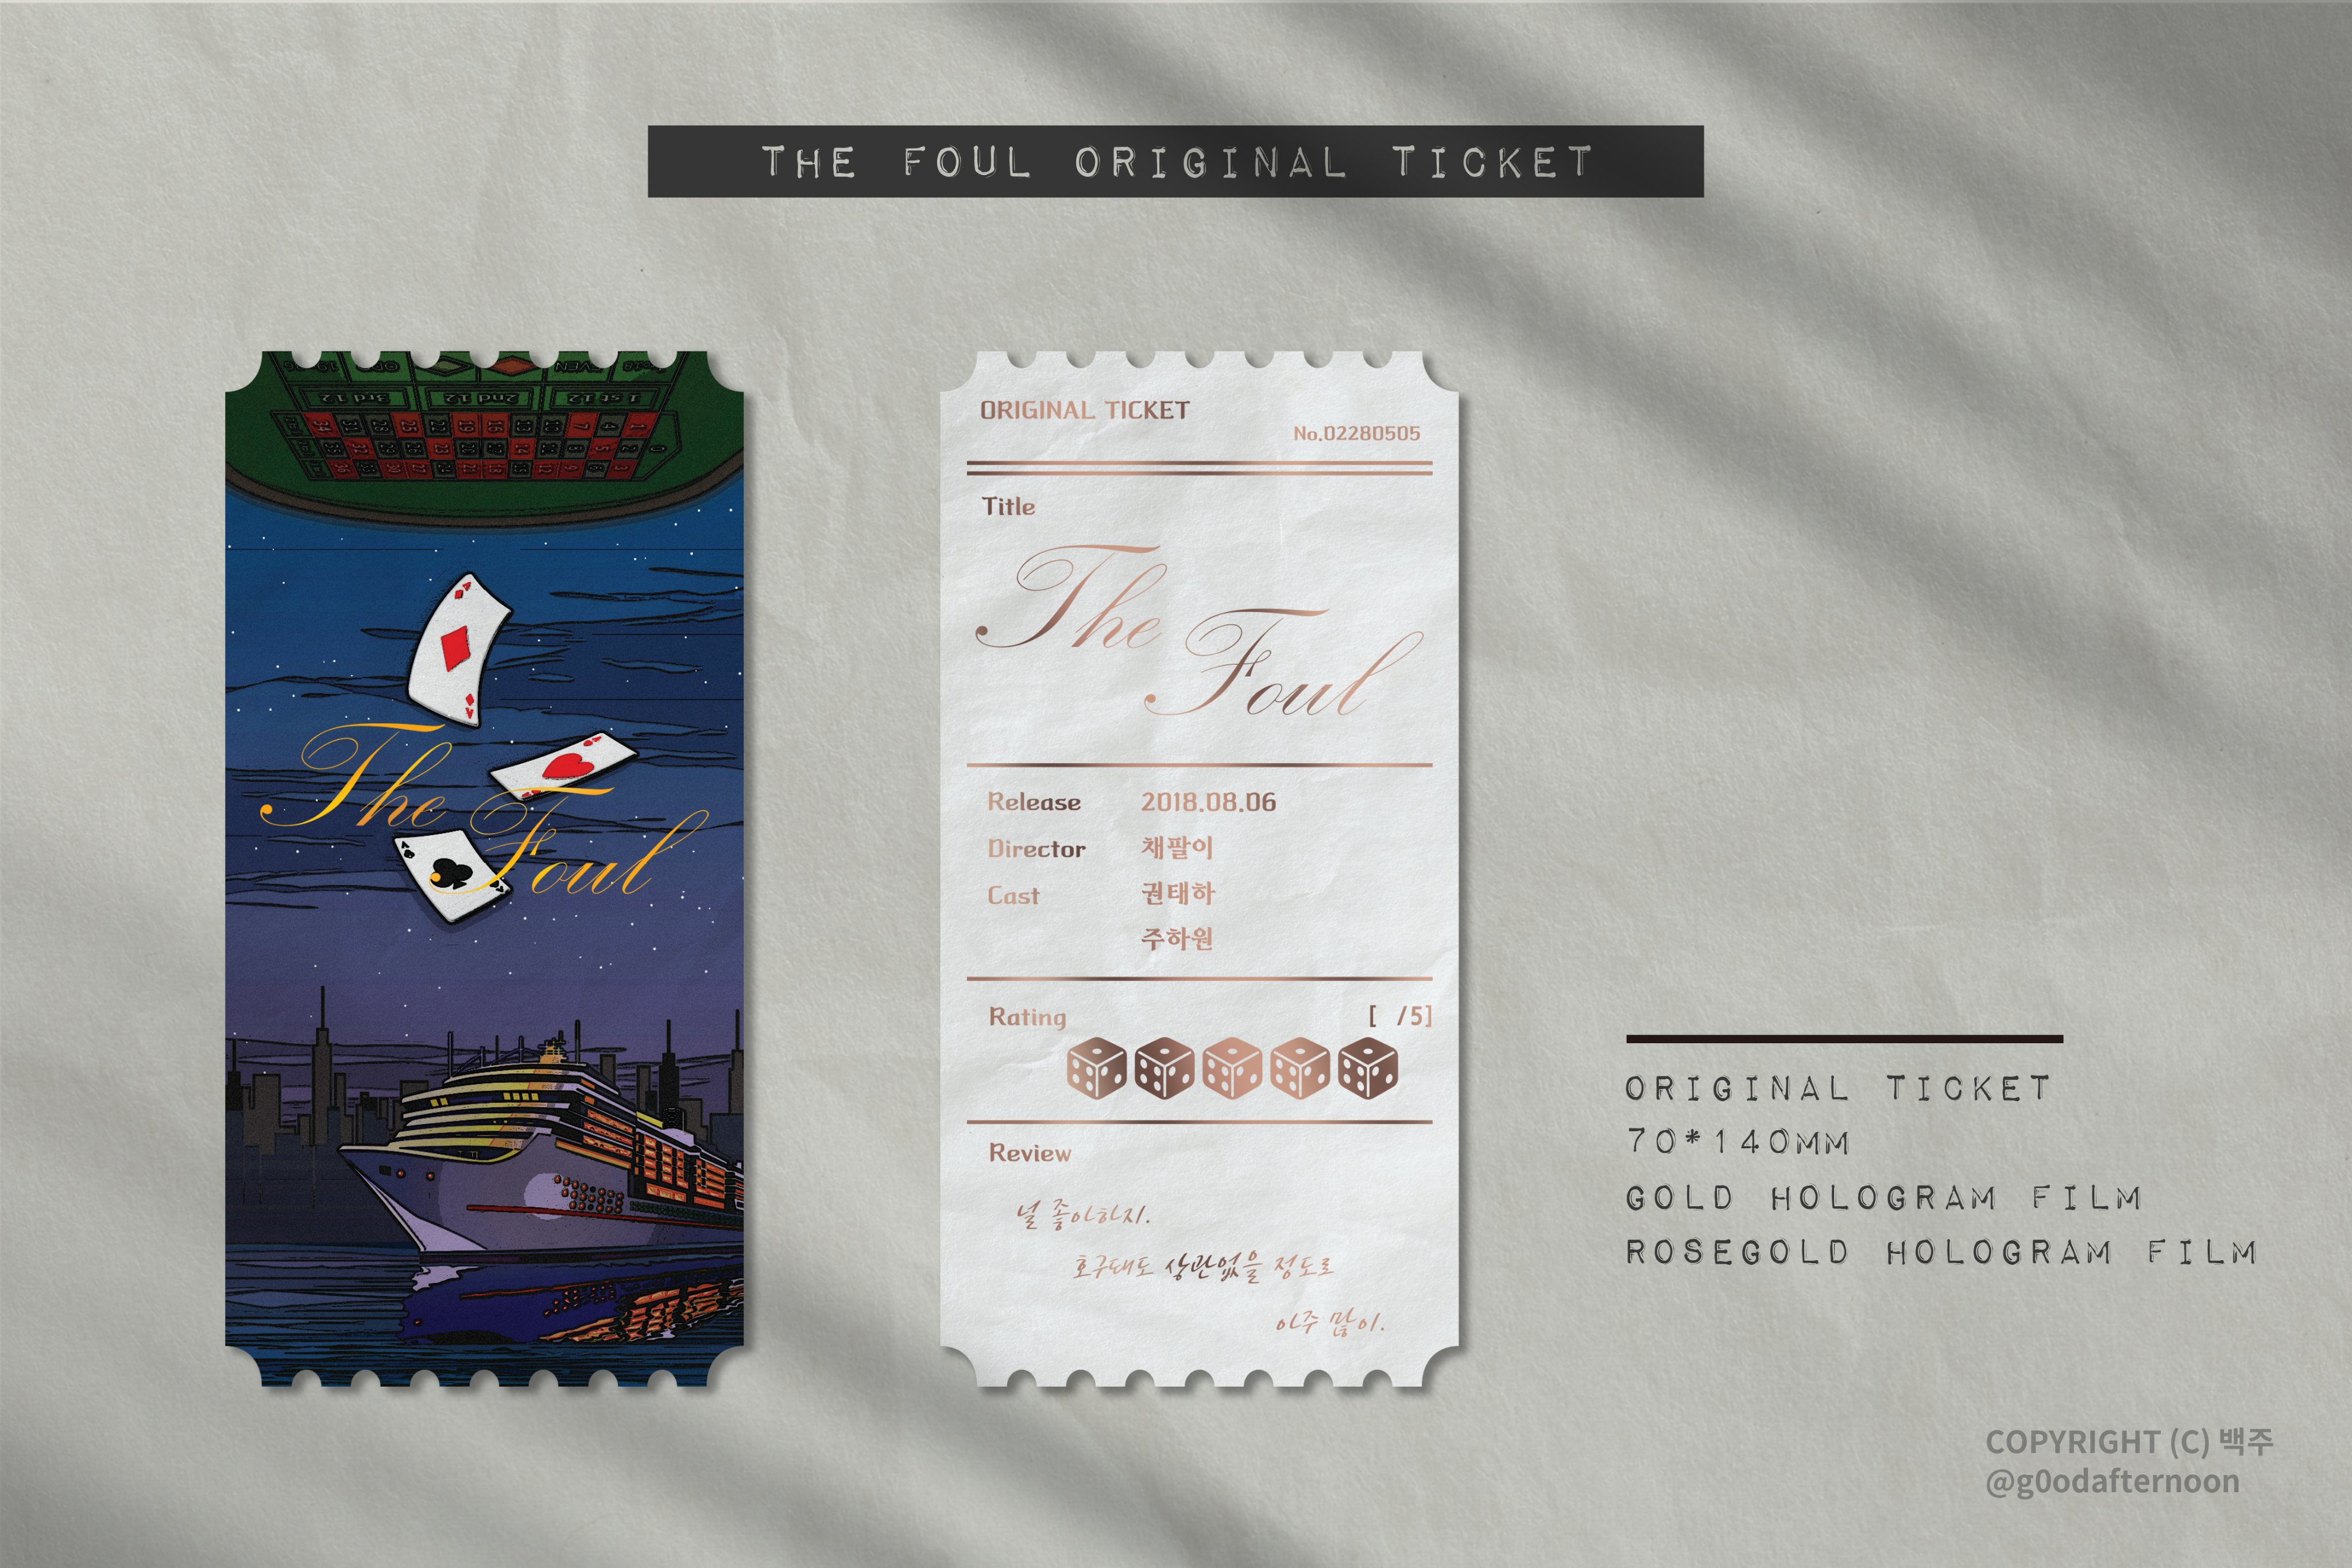 THE FOUL ORIGINAL TICKET
3rd 12 2nd 12 1st 12
The
Foul
ORIGINAL TICKET
No.02280505
Title
The
Foul
Release 2018.08.06
Director 채팔이
Cast 권태하
주하원
Rating [ /5]
Review
널 좋아하지.
호구돼도 상관없을 정도로
아주 많이.
ORIGINAL TICKET
70*140MM
GOLD HOLOGRAM FILM
ROSEGOLD HOLOGRAM FILM
COPYRIGHT (C) 백주
@g0odafternoon